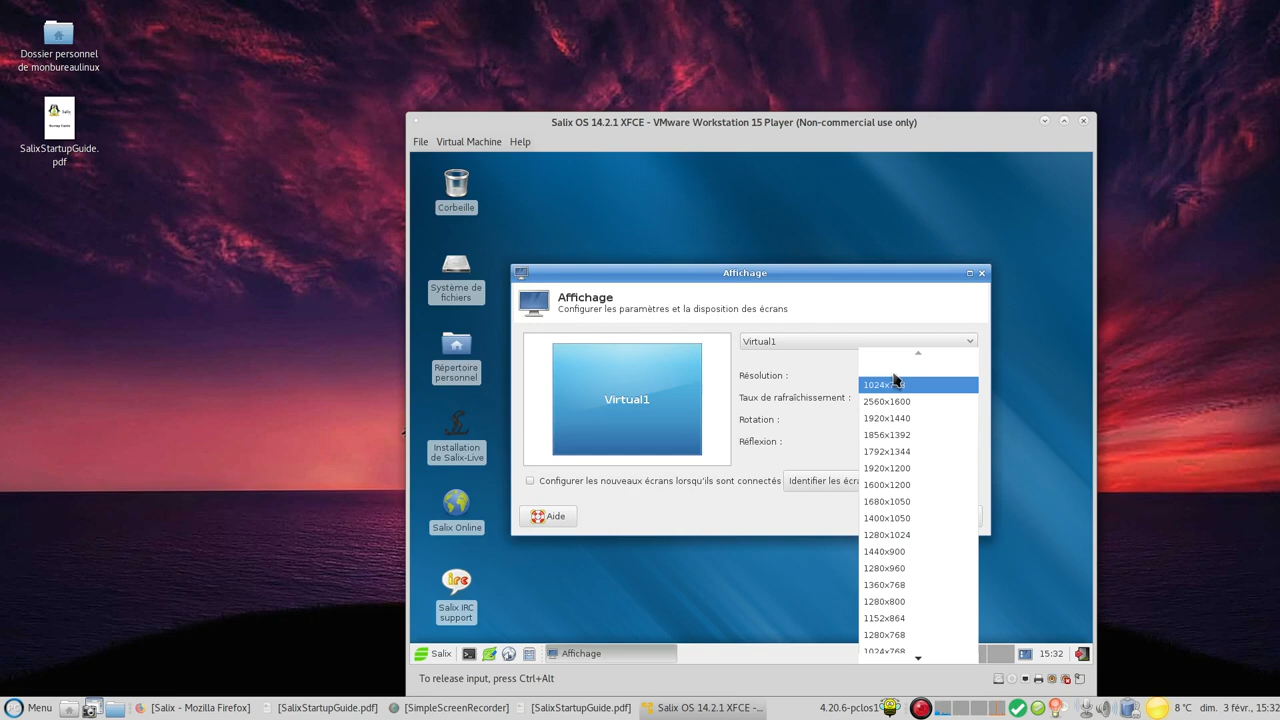 Dossier personnel
de monbureaulinux
SalixStartupGuide.
pdf
Salix OS 14.2.1 XFCE - VMware Workstation 15 Player (Non-commercial use only)
File Virtual Machine Help
Corbeille
Système de
fichiers
Répertoire
personnel
Installation
de Salix-Live
Salix Online
irc
Salix IRC
support
Affichage
Affichage
Configurer les paramètres et la disposition des écrans
Virtual1
Virtual1
Résolution :
Taux de rafraîchissement :
Rotation :
Réflexion :
Configurer les nouveaux écrans lorsqu'ils sont connectés
Identifier les écra
Aide
2560x1600
1920x1440
1856x1392
1792x1344
1920x1200
1600x1200
1680x1050
1400x1050
1280x1024
1440x900
1280x960
1360x768
1280x800
1152x864
1280x768
1024x768
Salix Affichage 15:32
To release input, press Ctrl+Alt
Menu [Salix - Mozilla Firefox] [SalixStartupGuide.pdf] [SimpleScreenRecorder] [SalixStartupGuide.pdf] Salix OS 14.2.1 XFCE -... 4.20.6-pclos1 8 °C dim. 3 févr., 15:32